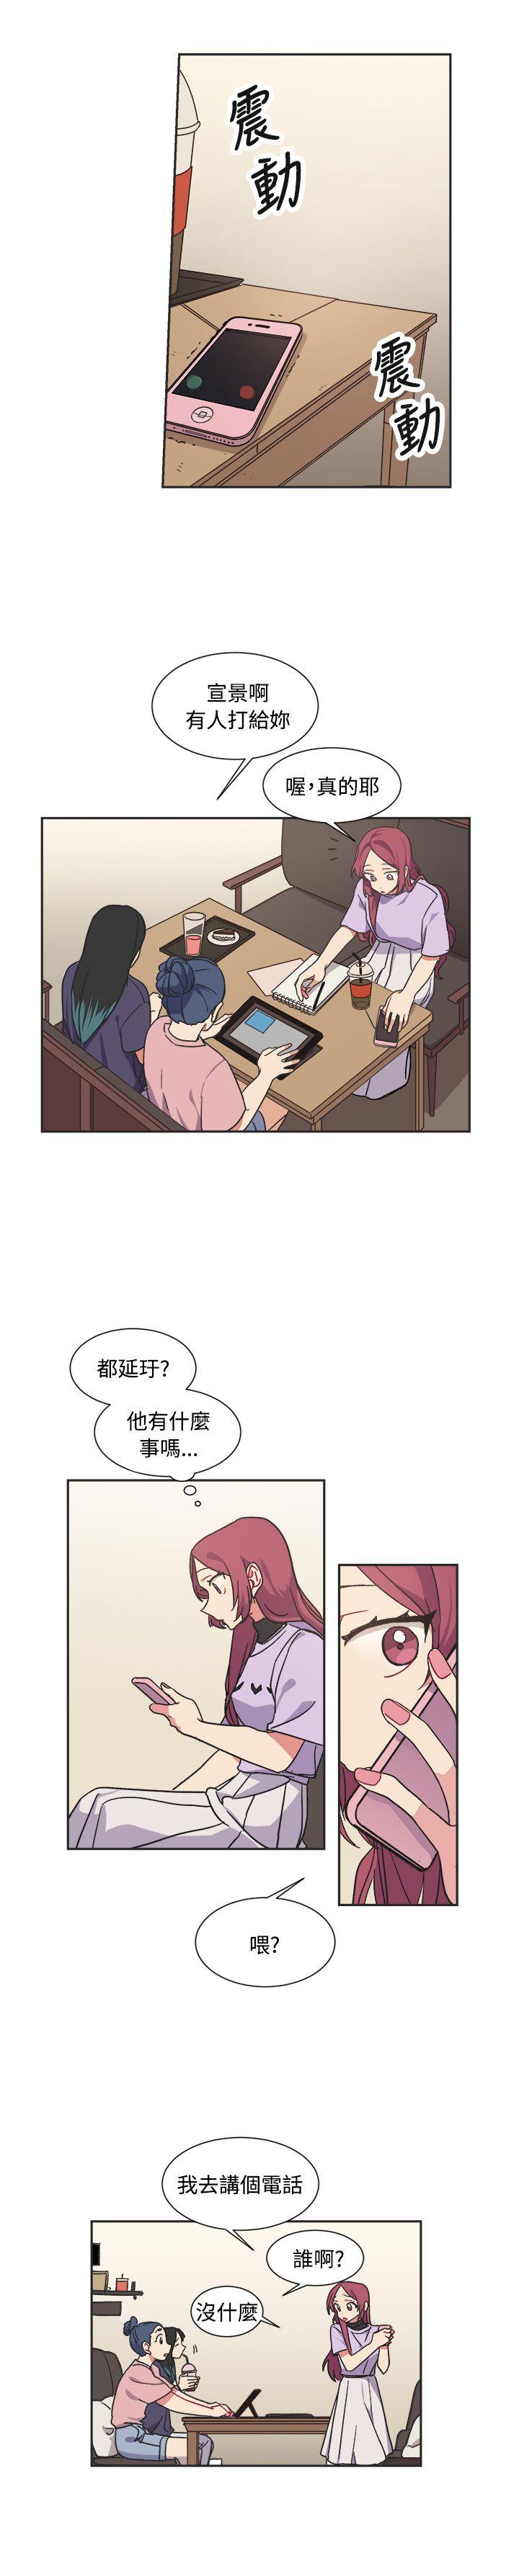 震動
震動
宣景啊
有人打給妳
喔，真的耶
都延玗?
他有什麼
事嗎...
喂?
我去講個電話
誰啊?
沒什麼